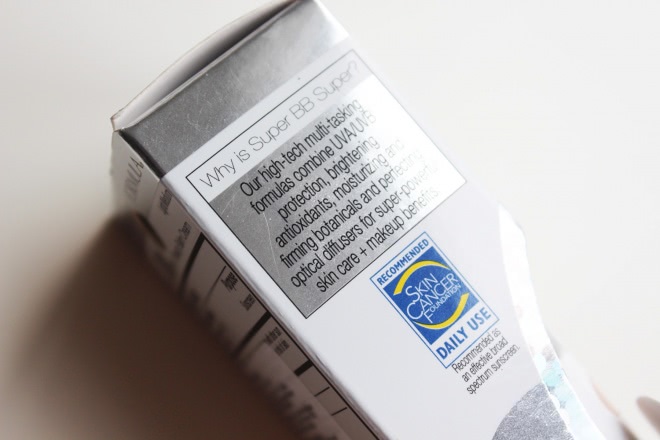 Why is Super BB Super?
Our high-tech multi-tasking
formulas combine UVA/UVB
protection, brightening
antioxidants, moisturizing and
firming botanicals and perfecting
optical diffusers for super-powered
skin care + makeup benefits.
RECOMMENDED
SKIN
CANCER
FOUNDATION
DAILY USE
Recommended as
an effective broad
spectrum sunscreen.